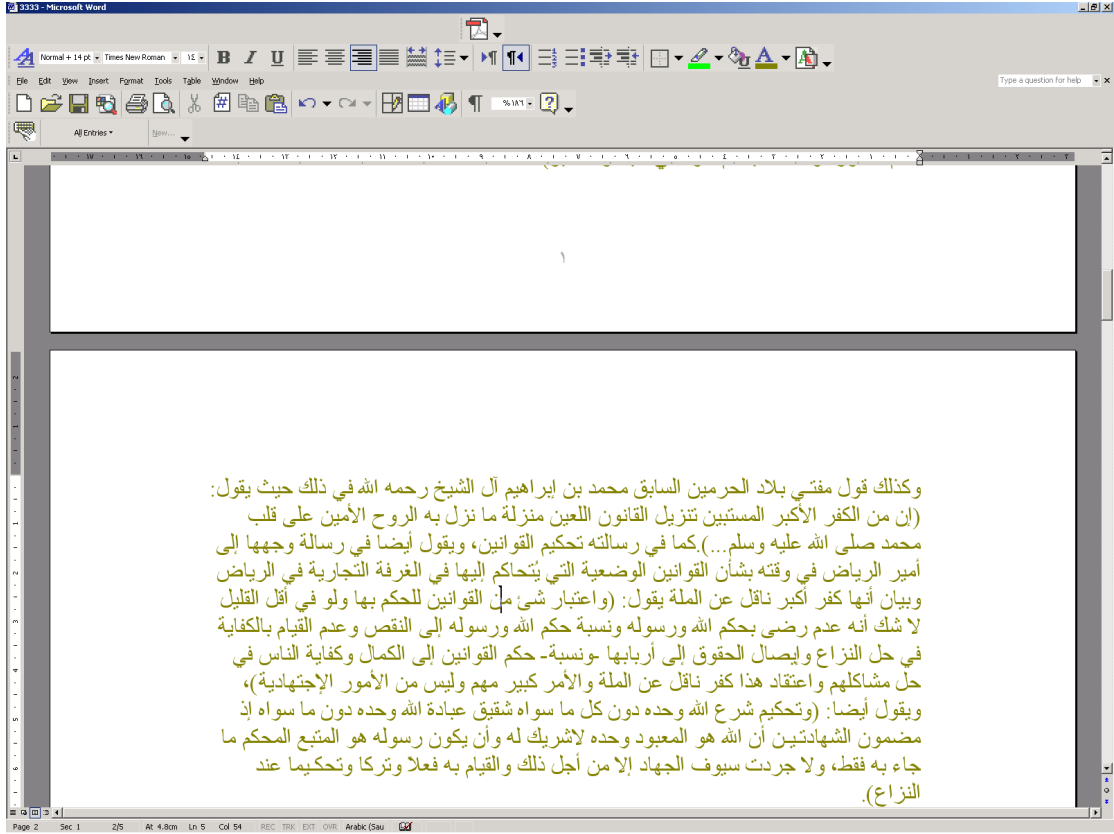 3333 - Microsoft Word
Normal + 14 pt Times New Roman ١٤ B I U
File Edit View Insert Format Tools Table Window Help Type a question for help
%١٨٦
All Entries New...
١
وكذلك قول مفتي بلاد الحرمين السابق محمد بن إبراهيم آل الشيخ رحمه الله في ذلك حيث يقول:
(إن من الكفر الأكبر المستبين تنزيل القانون اللعين منزلة ما نزل به الروح الأمين على قلب
محمد صلى الله عليه وسلم...).كما في رسالته تحكيم القوانين، ويقول أيضا في رسالة وجهها إلى
أمير الرياض في وقته بشأن القوانين الوضعية التي يُتحاكم إليها في الغرفة التجارية في الرياض
وبيان أنها كفر أكبر ناقل عن الملة يقول: (واعتبار شئ من القوانين للحكم بها ولو في أقل القليل
لا شك أنه عدم رضى بحكم الله ورسوله ونسبة حكم الله ورسوله إلى النقص وعدم القيام بالكفاية
في حل النزاع وإيصال الحقوق إلى أربابها -ونسبة- حكم القوانين إلى الكمال وكفاية الناس في
حل مشاكلهم واعتقاد هذا كفر ناقل عن الملة والأمر كبير مهم وليس من الأمور الإجتهادية)،
ويقول أيضا: (وتحكيم شرع الله وحده دون كل ما سواه شقيق عبادة الله وحده دون ما سواه إذ
مضمون الشهادتـين أن الله هو المعبود وحده لاشريك له وأن يكون رسوله هو المتبع المحكم ما
جاء به فقط، ولا جردت سيوف الجهاد إلا من أجل ذلك والقيام به فعلا وتركا وتحكيما عند
النزاع).
Page 2 Sec 1 2/5 At 4.8cm Ln 5 Col 54 REC TRK EXT OVR Arabic (Sau